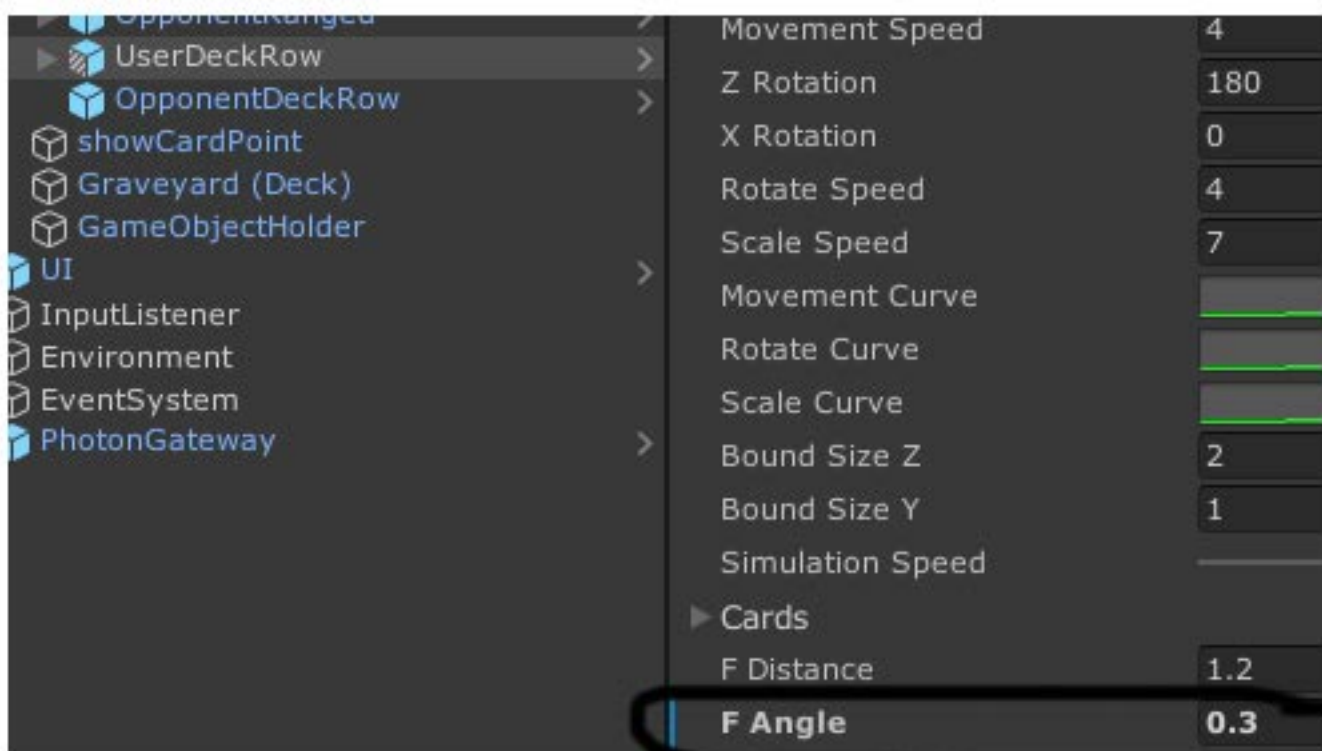 OpponentRanged
UserDeckRow
OpponentDeckRow
showCardPoint
Graveyard (Deck)
GameObjectHolder
UI
InputListener
Environment
EventSystem
PhotonGateway
Movement Speed 4
Z Rotation 180
X Rotation 0
Rotate Speed 4
Scale Speed 7
Movement Curve
Rotate Curve
Scale Curve
Bound Size Z 2
Bound Size Y 1
Simulation Speed
Cards
F Distance 1.2
F Angle 0.3